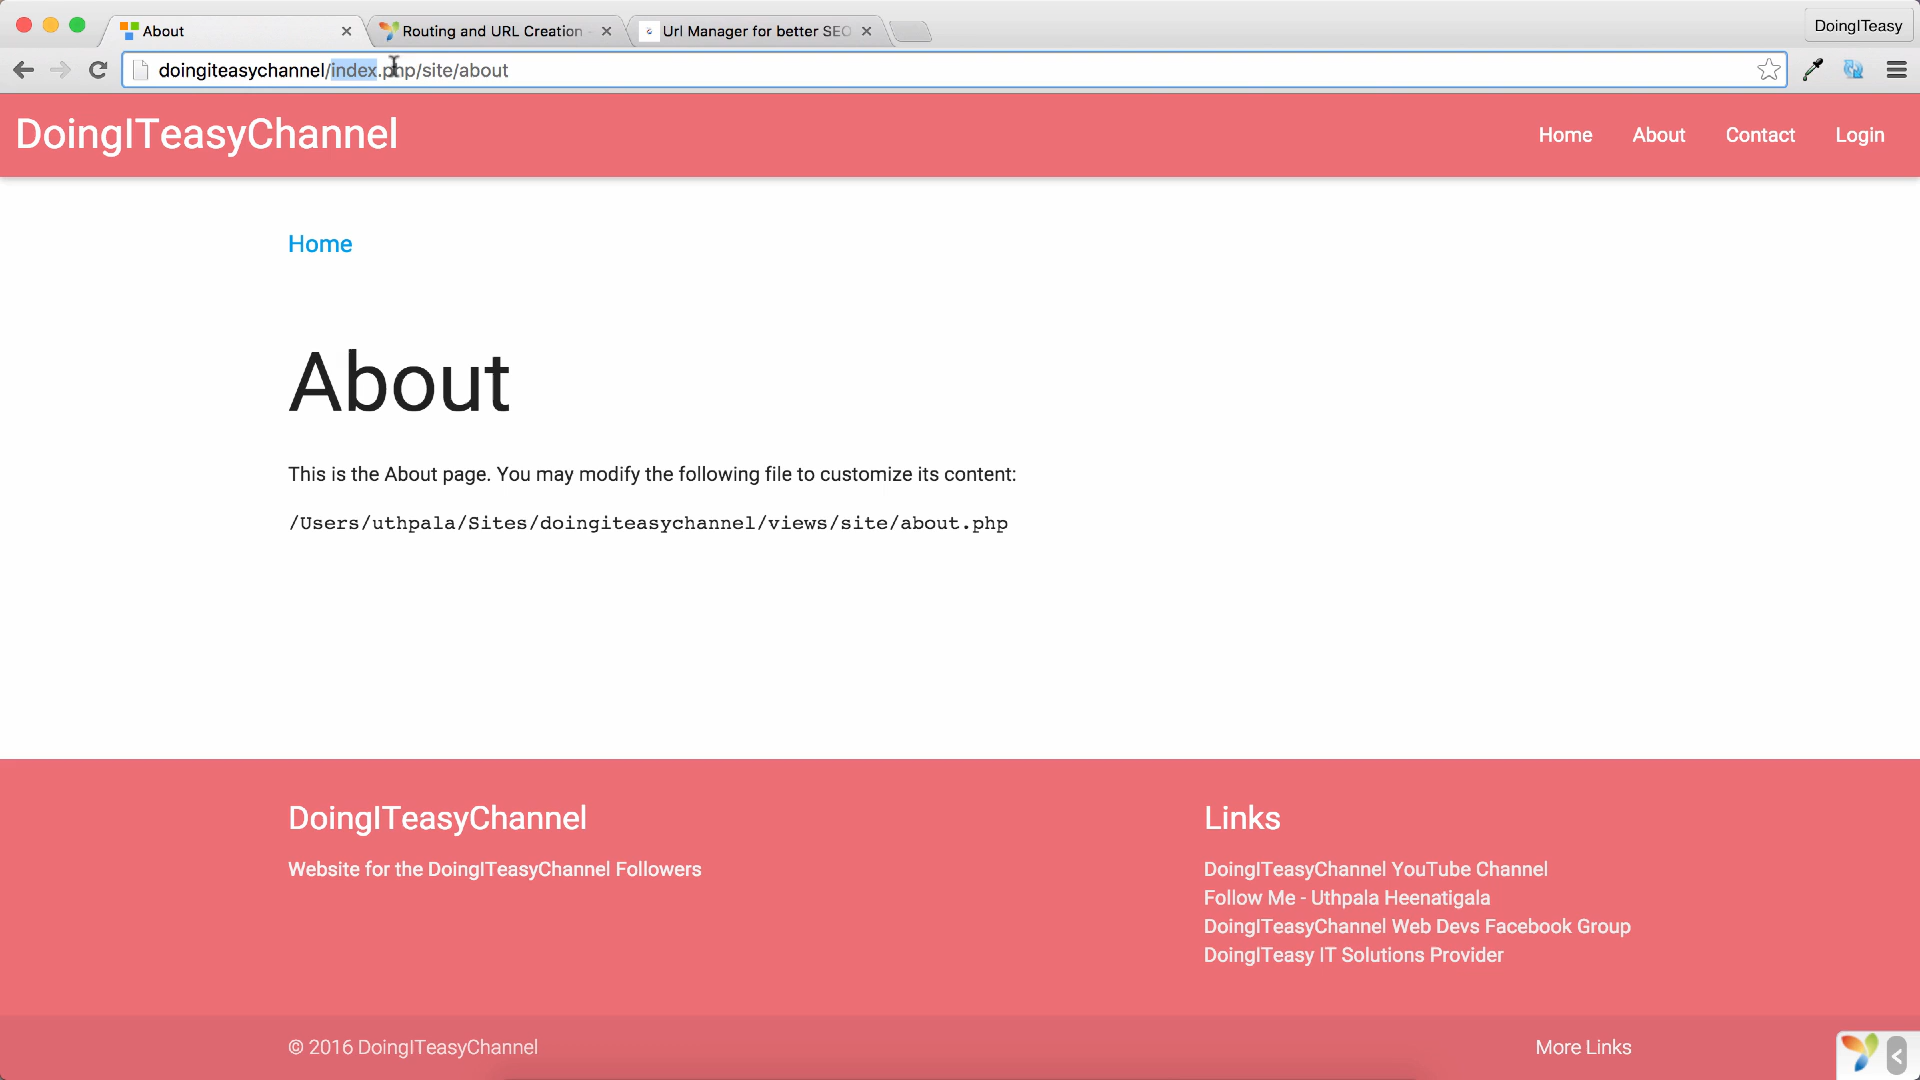 About
Routing and URL Creation
Url Manager for better SEO
DoingITeasy
doingiteasychannel/index.php/site/about
DoingITeasyChannel
Home
About
Contact
Login
Home
About
This is the About page. You may modify the following file to customize its content:
/Users/uthpala/Sites/doingiteasychannel/views/site/about.php
DoingITeasyChannel
Website for the DoingITeasyChannel Followers
Links
DoingITeasyChannel YouTube Channel
Follow Me - Uthpala Heenatigala
DoingITeasyChannel Web Devs Facebook Group
DoingITeasy IT Solutions Provider
© 2016 DoingITeasyChannel
More Links